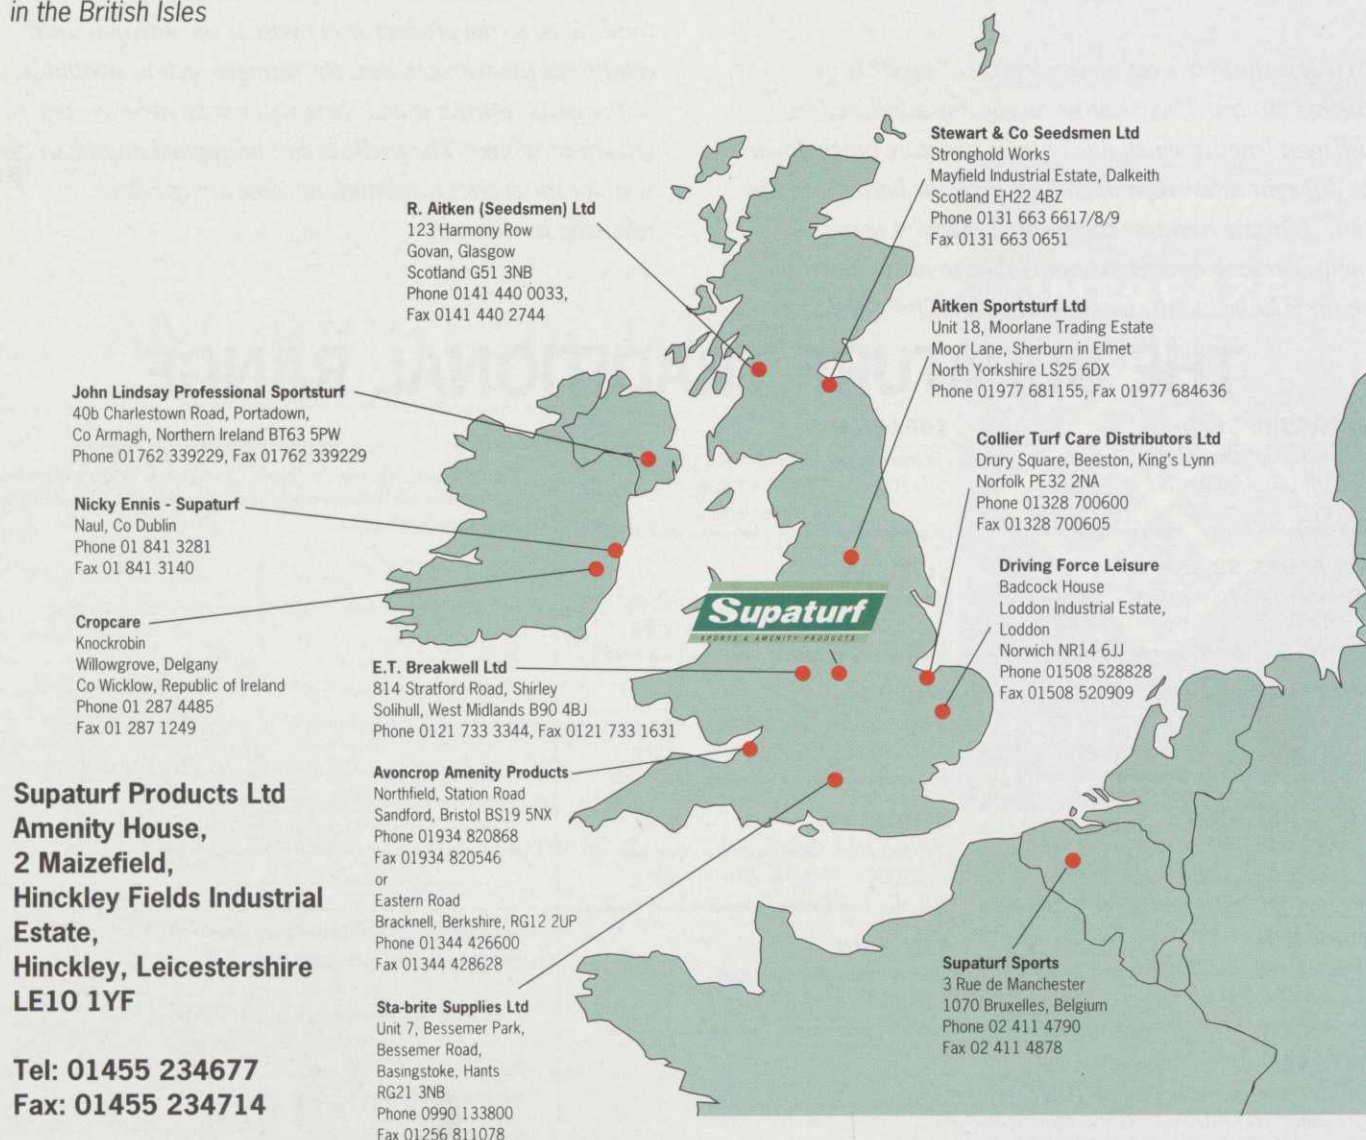 in the British Isles
Stewart & Co Seedsmen Ltd
Stronghold Works
Mayfield Industrial Estate, Dalkeith
Scotland EH22 4BZ
Phone 0131 663 6617/8/9
Fax 0131 663 0651
R. Aitken (Seedsmen) Ltd
123 Harmony Row
Govan, Glasgow
Scotland G51 3NB
Phone 0141 440 0033,
Fax 0141 440 2744
Aitken Sportsturf Ltd
Unit 18, Moorlane Trading Estate
Moor Lane, Sherburn in Elmet
North Yorkshire LS25 6DX
Phone 01977 681155, Fax 01977 684636
John Lindsay Professional Sportsturf
40b Charlestown Road, Portadown,
Co Armagh, Northern Ireland BT63 5PW
Phone 01762 339229, Fax 01762 339229
Collier Turf Care Distributors Ltd
Drury Square, Beeston, King's Lynn
Norfolk PE32 2NA
Phone 01328 700600
Fax 01328 700605
Nicky Ennis - Supaturf
Naul, Co Dublin
Phone 01 841 3281
Fax 01 841 3140
Driving Force Leisure
Badcock House
Loddon Industrial Estate,
Loddon
Norwich NR14 6JJ
Phone 01508 528828
Fax 01508 520909
Supaturf
SPORTS & AMENITY PRODUCTS
Cropcare
Knockrobin
Willowgrove, Delgany
Co Wicklow, Republic of Ireland
Phone 01 287 4485
Fax 01 287 1249
E.T. Breakwell Ltd
814 Stratford Road, Shirley
Solihull, West Midlands B90 4BJ
Phone 0121 733 3344, Fax 0121 733 1631
Avoncrop Amenity Products
Northfield, Station Road
Sandford, Bristol BS19 5NX
Phone 01934 820868
Fax 01934 820546
or
Eastern Road
Bracknell, Berkshire, RG12 2UP
Phone 01344 426600
Fax 01344 428628
Supaturf Products Ltd
Amenity House,
2 Maizefield,
Hinckley Fields Industrial
Estate,
Hinckley, Leicestershire
LE10 1YF
Tel: 01455 234677
Fax: 01455 234714
Sta-brite Supplies Ltd
Unit 7, Bessemer Park,
Bessemer Road,
Basingstoke, Hants
RG21 3NB
Phone 0990 133800
Fax 01256 811078
Supaturf Sports
3 Rue de Manchester
1070 Bruxelles, Belgium
Phone 02 411 4790
Fax 02 411 4878